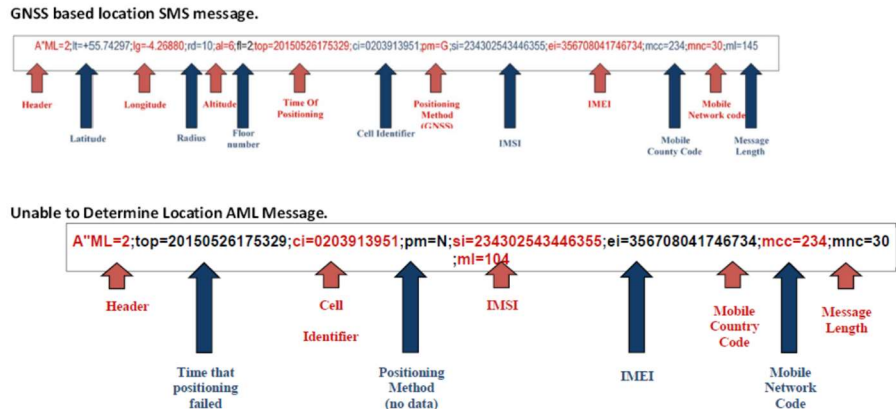 GNSS based location SMS message.
A"ML=2;lt=+55.74297;lg=-4.26880;rd=10;al=6;fl=2;top=20150526175329;ci=0203913951;pm=G;si=234302543446355;ei=356708041746734;mcc=234;mnc=30;ml=145
Header
Latitude
Longitude
Radius
Altitude
Floor
number
Time Of
Positioning
Cell Identifier
Positioning
Method
(GNSS)
IMSI
IMEI
Mobile
County Code
Mobile
Network code
Message
Length
Unable to Determine Location AML Message.
A"ML=2;top=20150526175329;ci=0203913951;pm=N;si=234302543446355;ei=356708041746734;mcc=234;mnc=30
;ml=104
Header
Time that
positioning
failed
Cell
Identifier
Positioning
Method
(no data)
IMSI
IMEI
Mobile
Country
Code
Mobile
Network
Code
Message
Length